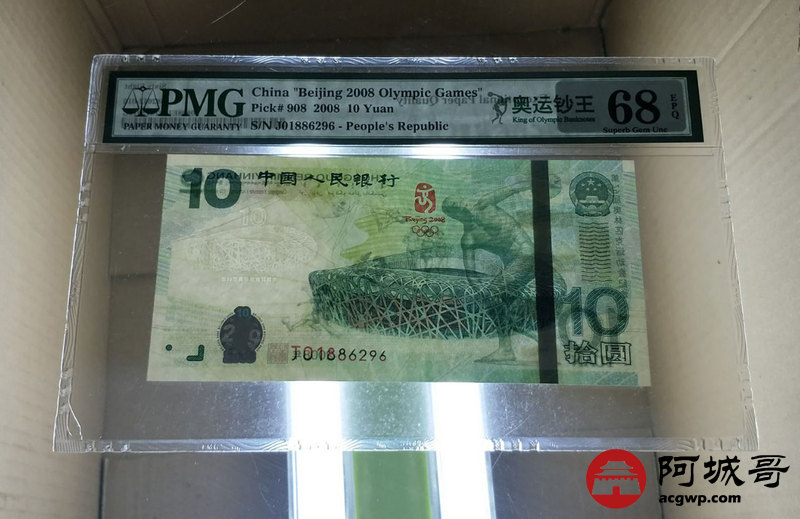 PMG
PAPER MONEY GUARANTY
China "Beijing 2008 Olympic Games"
Pick# 908 2008 10 Yuan
S/N J01886296 - People's Republic
奥运钞王
King of Olympic Banknotes
68 EPQ
Superb Gem Unc
10
中国人民银行
Beijing 2008
10
10
J01886296
拾圆
阿城哥
acgwp.com